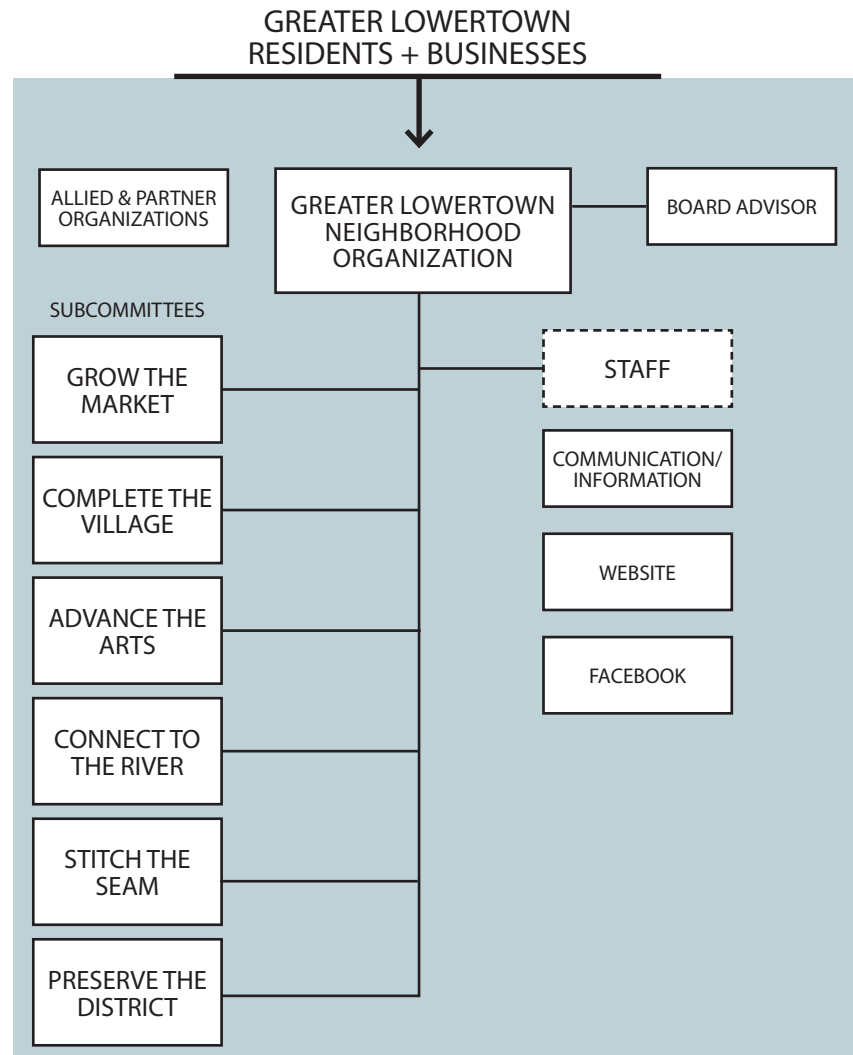 GREATER LOWERTOWN
RESIDENTS + BUSINESSES
ALLIED & PARTNER
ORGANIZATIONS
GREATER LOWERTOWN
NEIGHBORHOOD
ORGANIZATION
BOARD ADVISOR
SUBCOMMITTEES
GROW THE
MARKET
COMPLETE THE
VILLAGE
ADVANCE THE
ARTS
CONNECT TO
THE RIVER
STITCH THE
SEAM
PRESERVE THE
DISTRICT
STAFF
COMMUNICATION/
INFORMATION
WEBSITE
FACEBOOK